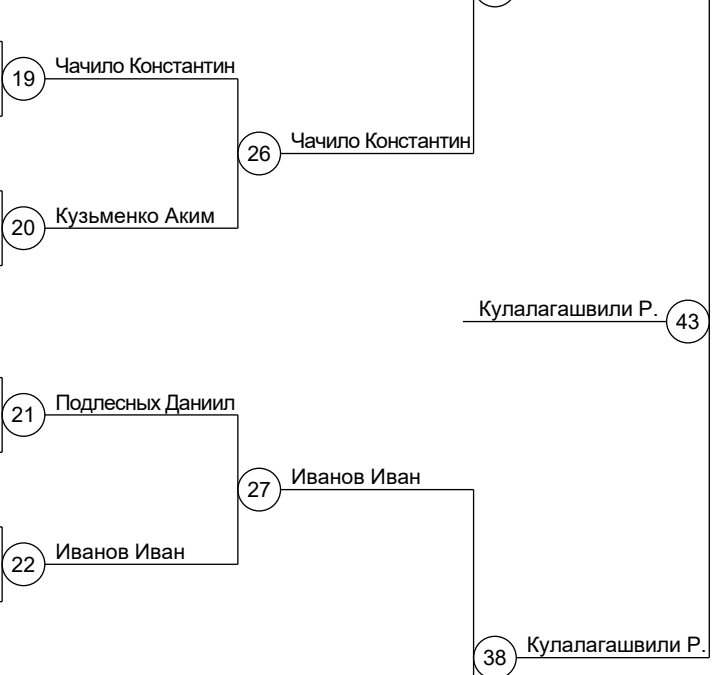 Чачило Константин
19
Чачило Константин
26
Кузьменко Аким
20
Кулалагашвили Р.
43
Подлесных Даниил
21
Иванов Иван
27
Иванов Иван
22
Кулалагашвили Р.
38